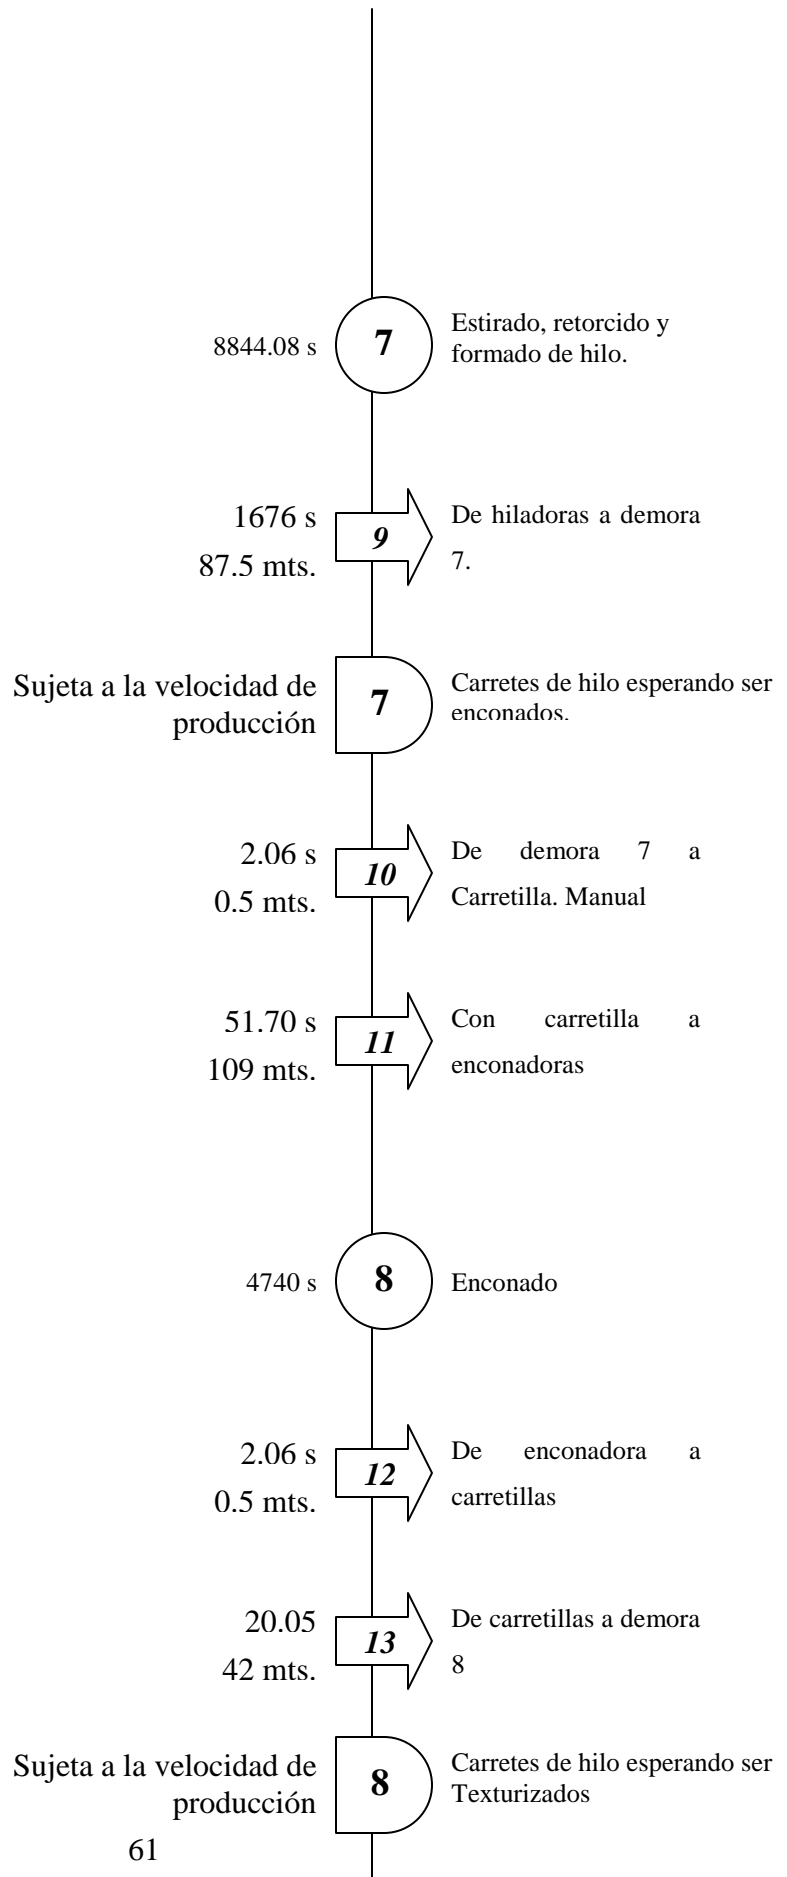 8844.08 s
7
Estirado, retorcido y
formado de hilo.
1676 s
87.5 mts.
9
De hiladoras a demora
7.
Sujeta a la velocidad de
producción
7
Carretes de hilo esperando ser
enconados.
2.06 s
0.5 mts.
10
De demora 7 a
Carretilla. Manual
51.70 s
109 mts.
11
Con carretilla a
enconadoras
4740 s
8
Enconado
2.06 s
0.5 mts.
12
De enconadora a
carretillas
20.05
42 mts.
13
De carretillas a demora
8
Sujeta a la velocidad de
producción
8
Carretes de hilo esperando ser
Texturizados
61